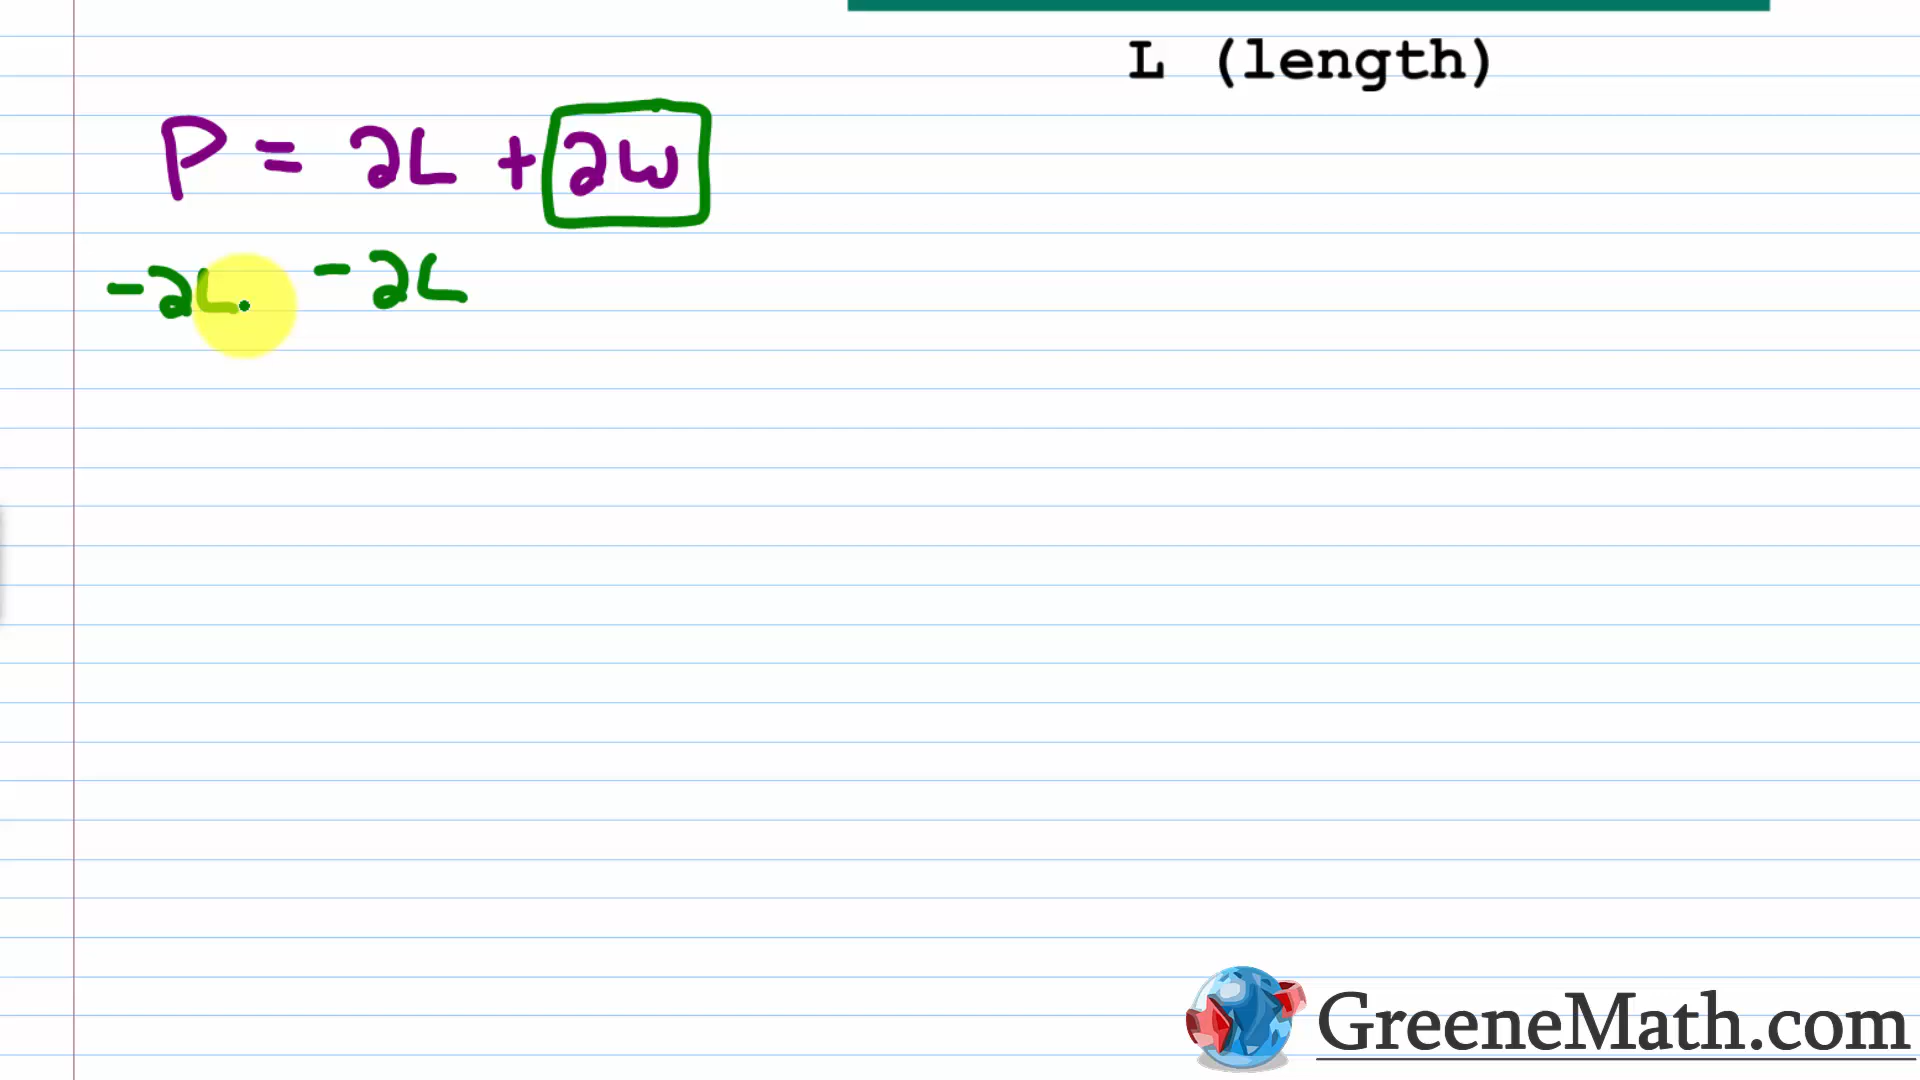 L (length)
P = 2L + 2W
-2L -2L
GreeneMath.com